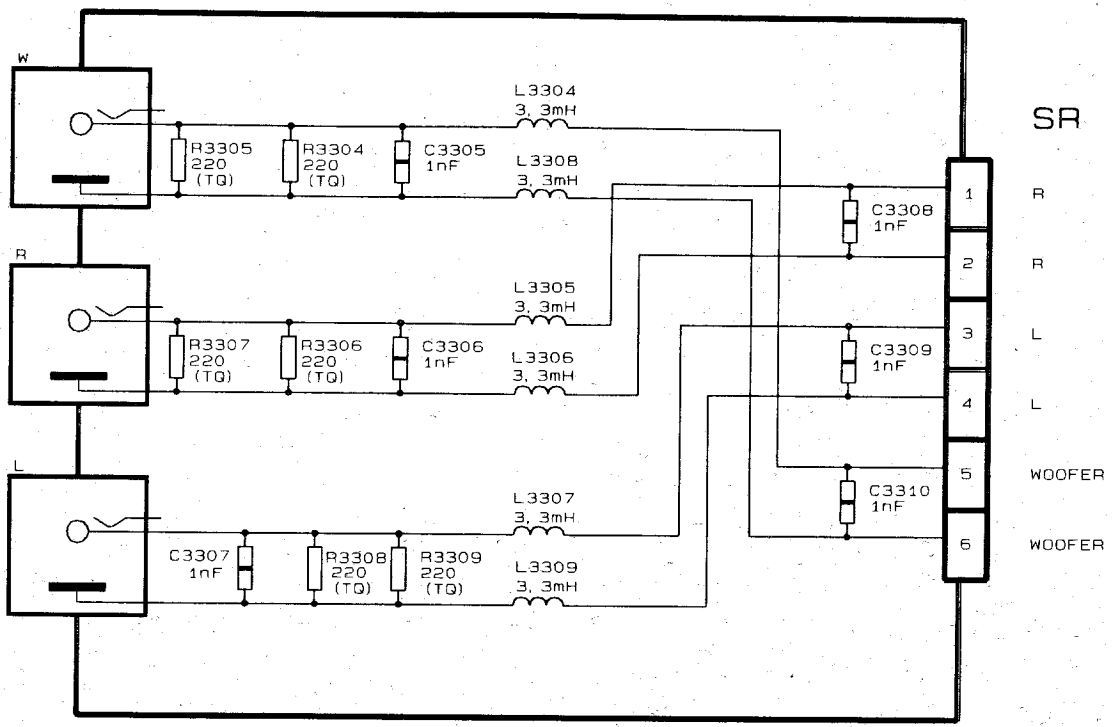 W
L3304
3, 3mH
SR
R3305
220
(TQ)
R3304
220
(TQ)
C3305
1nF
L3308
3, 3mH
1
R
C3308
1nF
2
R
R
L3305
3, 3mH
R3307
220
(TQ)
R3306
220
(TQ)
C3306
1nF
L3306
3, 3mH
3
L
C3309
1nF
4
L
L
5
WOOFER
C3310
1nF
6
WOOFER
L3307
3, 3mH
C3307
1nF
R3308
220
(TQ)
R3309
220
(TQ)
L3309
3, 3mH